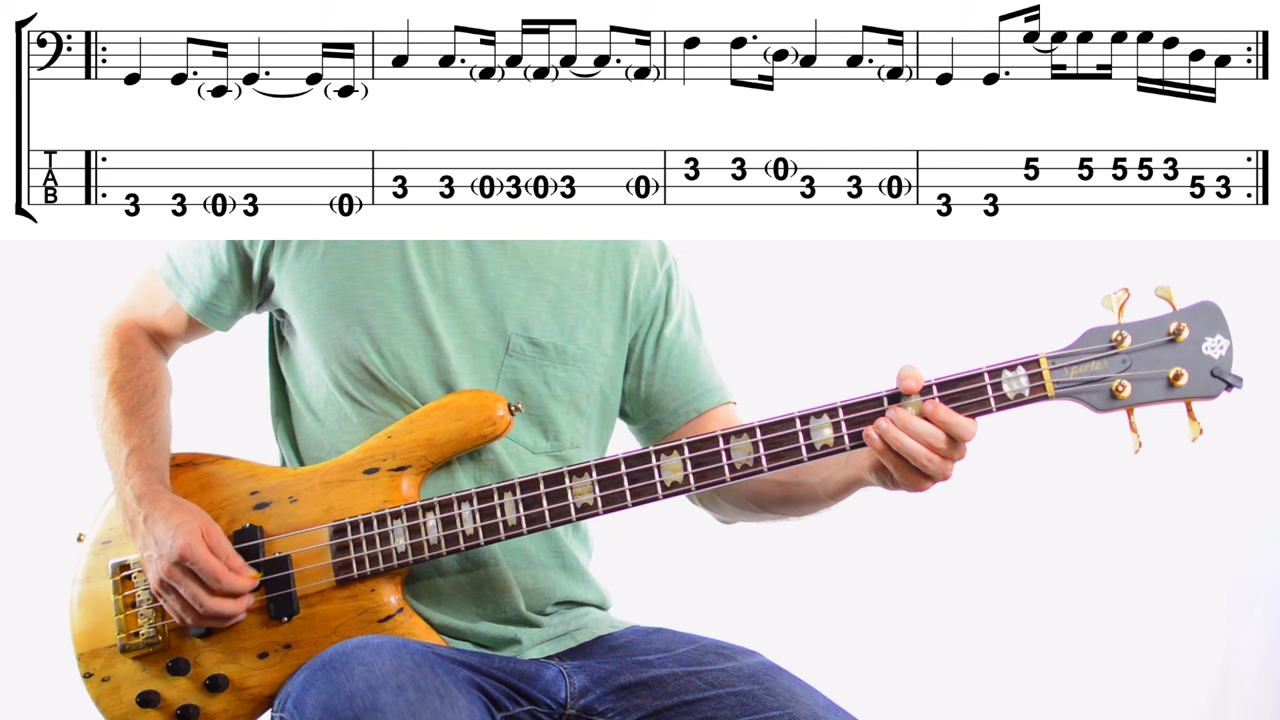 T
3 3 (0) 5 5 5 5 3
A
3 3 (0) 3 (0) 3 (0) 3 3 (0) 5 3
B
3 3 (0) 3 (0) 3 3
Spector